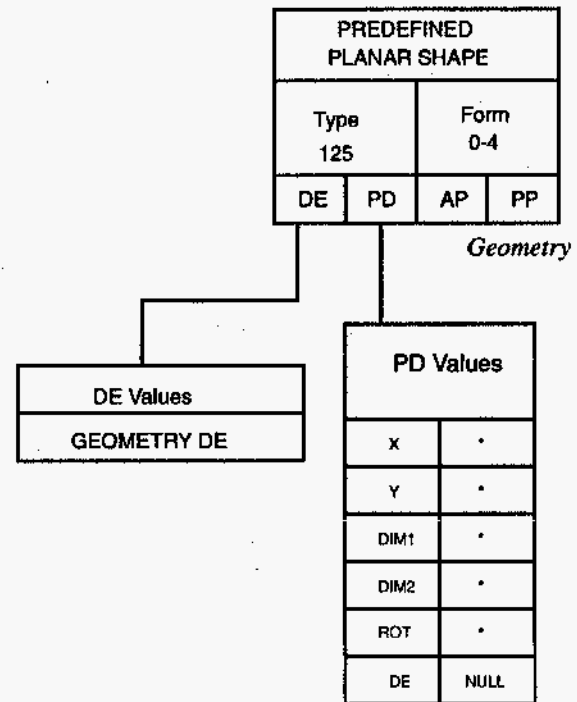 PREDEFINED
PLANAR SHAPE
Type
125
Form
0-4
DE PD AP PP
Geometry
DE Values
GEOMETRY DE
PD Values
X *
Y *
DIM1 *
DIM2 *
ROT *
DE NULL